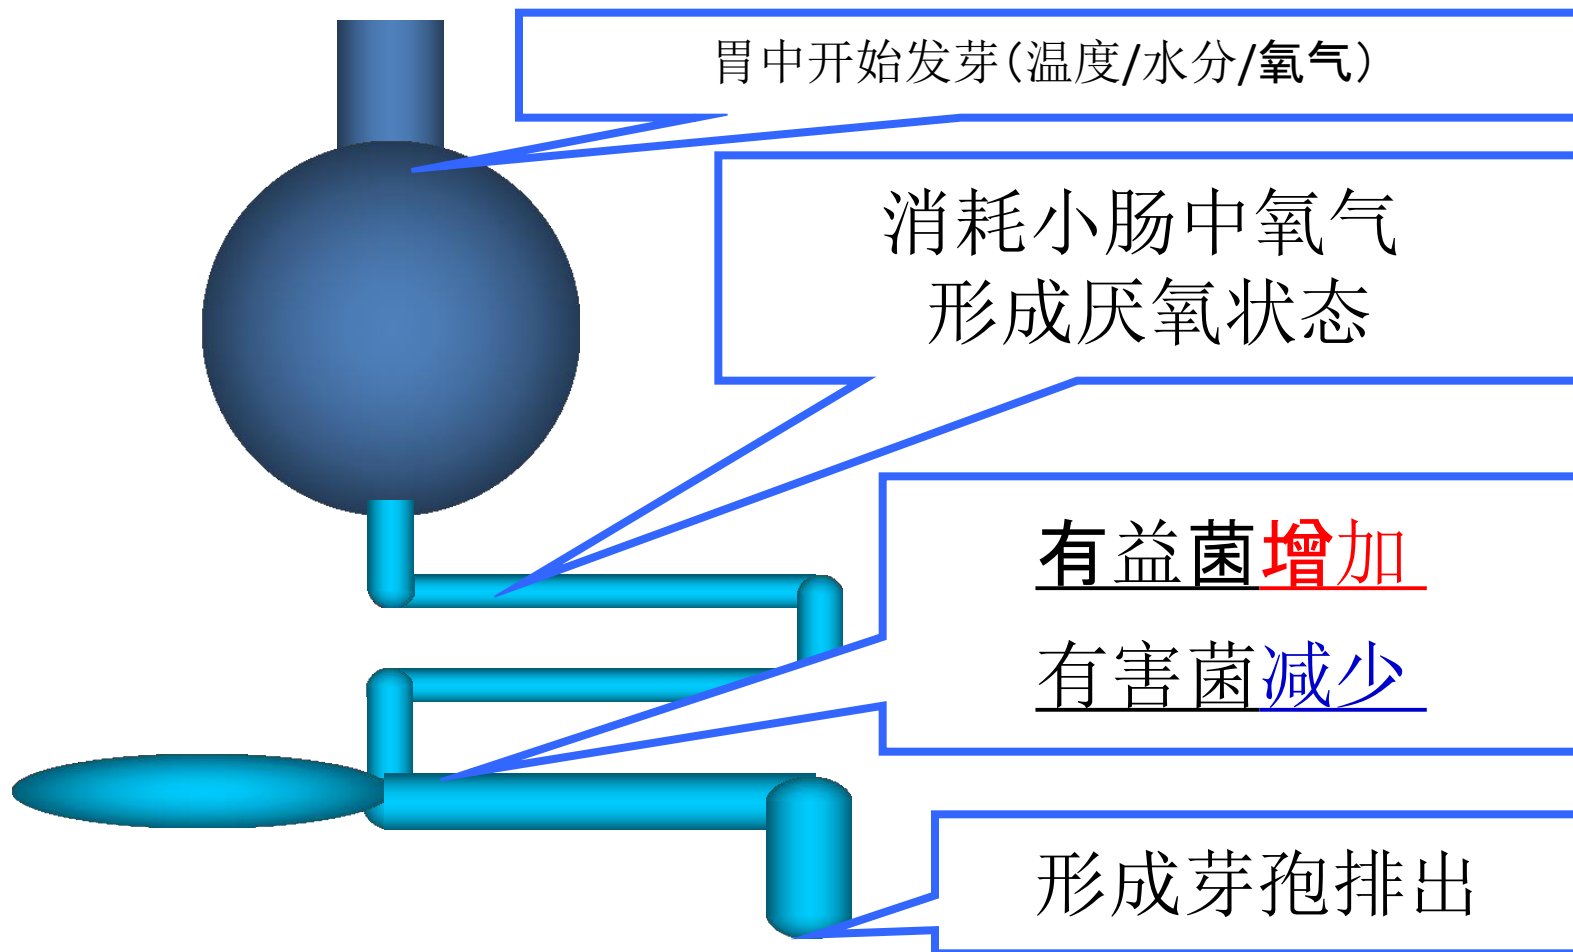 胃中开始发芽(温度/水分/氧气)
消耗小肠中氧气
形成厌氧状态
有益菌增加
有害菌减少
形成芽孢排出